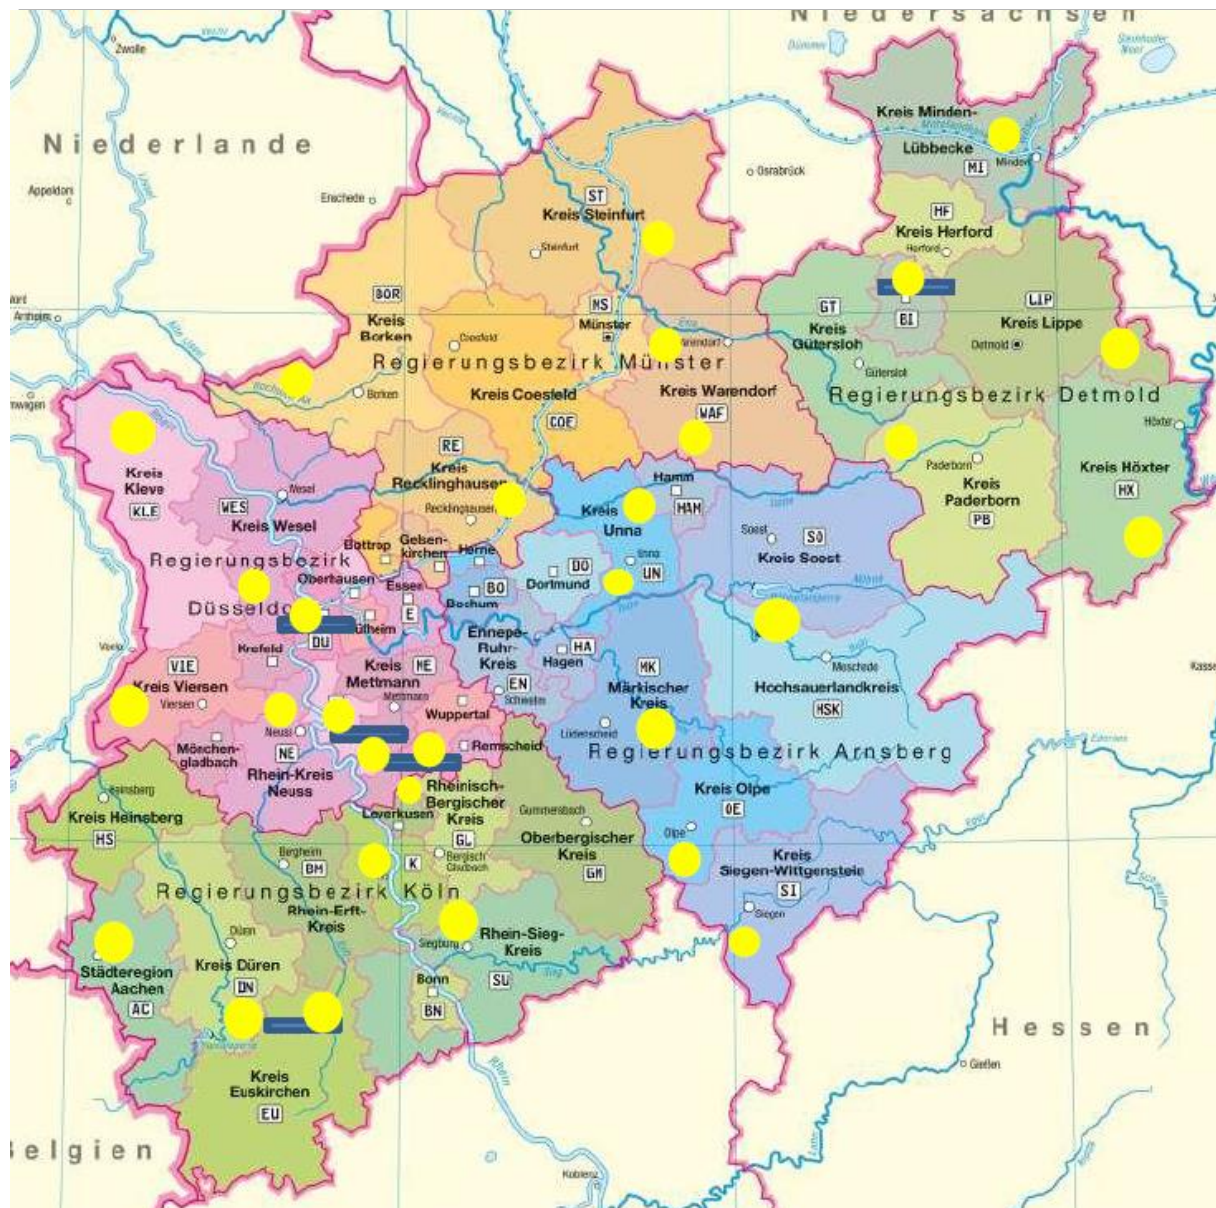 Niedersachsen
Zwolle
Dümmer
Steinhuder
Meer
Kreis Minden-
Lübbecke
Minden
MI
Niederlande
Osnabrück
Enschede
ST
Kreis Steinfurt
Steinfurt
HF
Kreis Herford
Herford
BOR
Kreis
Borken
MS
Münster
Coesfeld
GT
Kreis
Gütersloh
BI
LIP
Kreis Lippe
Detmold
Arnheim
Regierungsbezirk Münster
Gütersloh
Borken
Kreis Coesfeld
COE
Kreis Warendorf
WAF
Regierungsbezirk Detmold
Höxter
RE
Kreis
Recklinghausen
Recklinghausen
Paderborn
Kreis
Paderborn
PB
Kreis Höxter
HX
Kreis
Kleve
KLE
WES
Wesel
Kreis Wesel
Hamm
HAM
Kreis
Unna
Unna
UN
Soest
SO
Kreis Soest
Regierungsbezirk
Bottrop
Gelsen-
kirchen
Herne
Oberhausen
Essen
E
BO
Bochum
DO
Dortmund
DU
Krefeld
Ennepe-
Ruhr-
Kreis
EN
Schwelm
HA
Hagen
Venlo
VIE
Kreis Viersen
Viersen
Kreis
Mettmann
ME
Mettmann
Wuppertal
MK
Märkischer
Kreis
Lüdenscheid
Meschede
Hochsauerlandkreis
HSK
Kasse
Neuss
NE
Mönchen-
gladbach
Rhein-Kreis
Neuss
Remscheid
Regierungsbezirk Arnsberg
Heinsberg
Kreis Heinsberg
HS
Rheinisch-
Bergischer
Kreis
GL
Leverkusen
Bergisch
Gladbach
Gummersbach
Oberbergischer
Kreis
GM
Kreis Olpe
OE
Olpe
Bergheim
BM
K
Kreis
Siegen-Wittgenstein
SI
Siegen
Regierungsbezirk Köln
Rhein-Erft-
Kreis
Düren
Kreis Düren
DN
Siegburg
Rhein-Sieg-
Kreis
SU
Städteregion
Aachen
AC
Bonn
BN
Hessen
Gießen
Kreis
Euskirchen
EU
Rhein
elgien
Koblenz